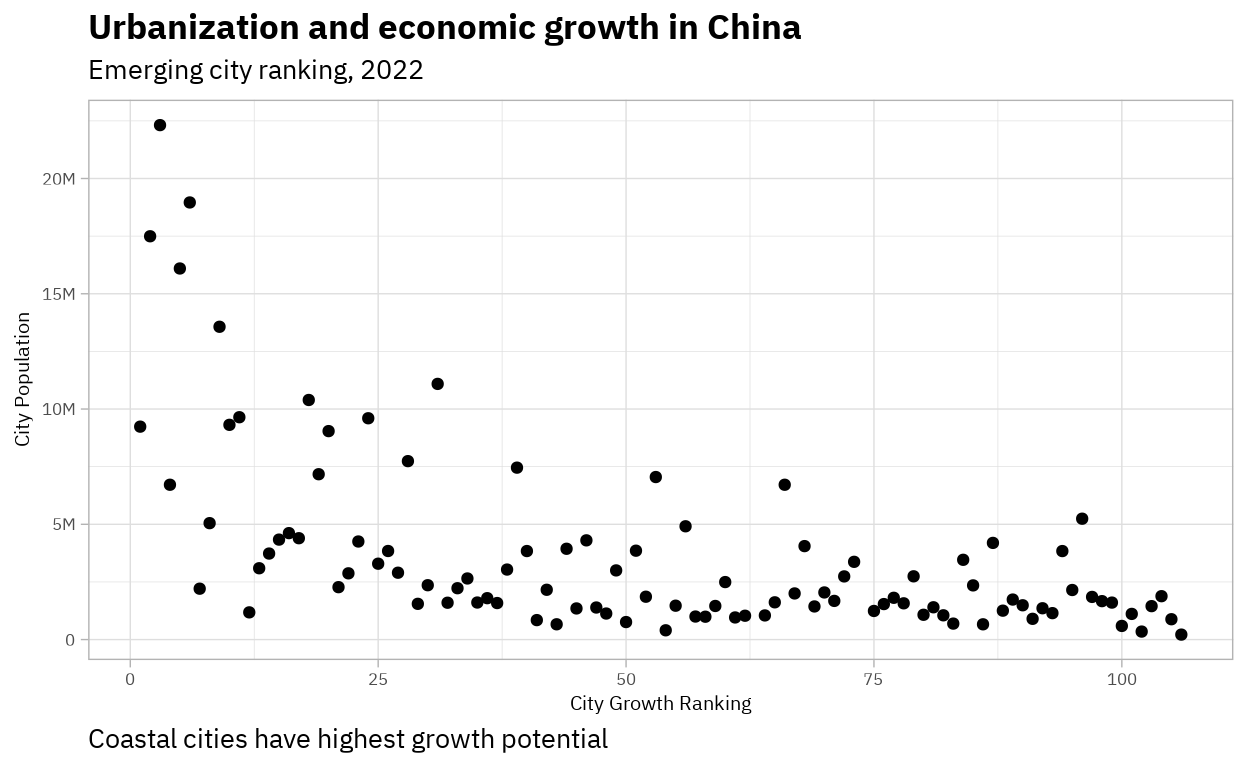 Urbanization and economic growth in China
Emerging city ranking, 2022
City Population
20M
15M
10M
5M
0
0 25 50 75 100
City Growth Ranking
Coastal cities have highest growth potential